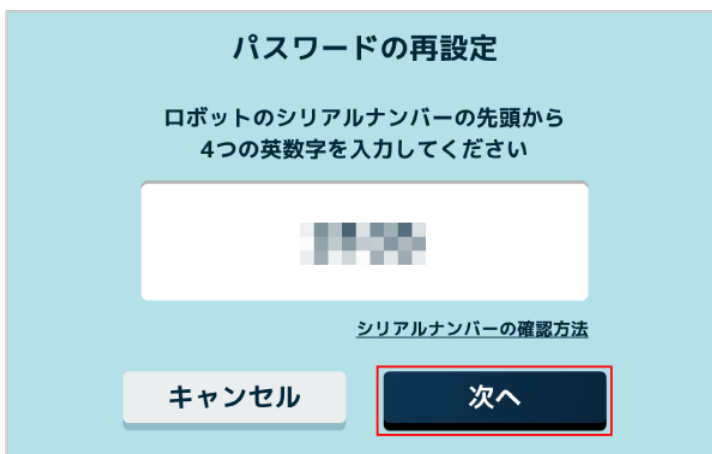 パスワードの再設定
ロボットのシリアルナンバーの先頭から
4つの英数字を入力してください
シリアルナンバーの確認方法
キャンセル
次へ